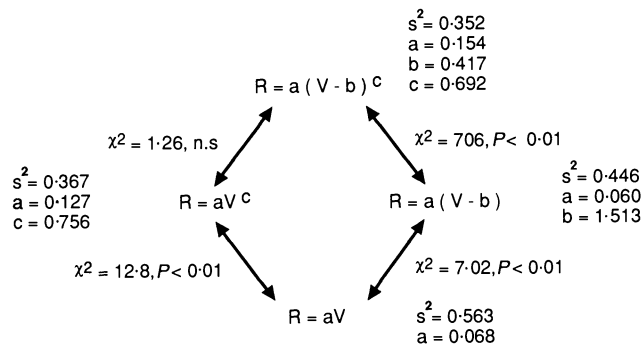 s² = 0·352
a = 0·154
b = 0·417
c = 0·692
R = a ( V - b ) ᶜ
χ² = 1·26, n.s
χ² = 706, P < 0·01
s² = 0·367
a = 0·127
c = 0·756
R = aV ᶜ
R = a ( V - b )
s² = 0·446
a = 0·060
b = 1·513
χ² = 12·8, P < 0·01
χ² = 7·02, P < 0·01
R = aV
s² = 0·563
a = 0·068